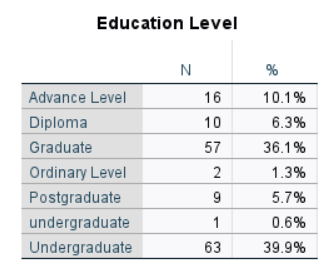 Education Level
N %
Advance Level 16 10.1%
Diploma 10 6.3%
Graduate 57 36.1%
Ordinary Level 2 1.3%
Postgraduate 9 5.7%
undergraduate 1 0.6%
Undergraduate 63 39.9%